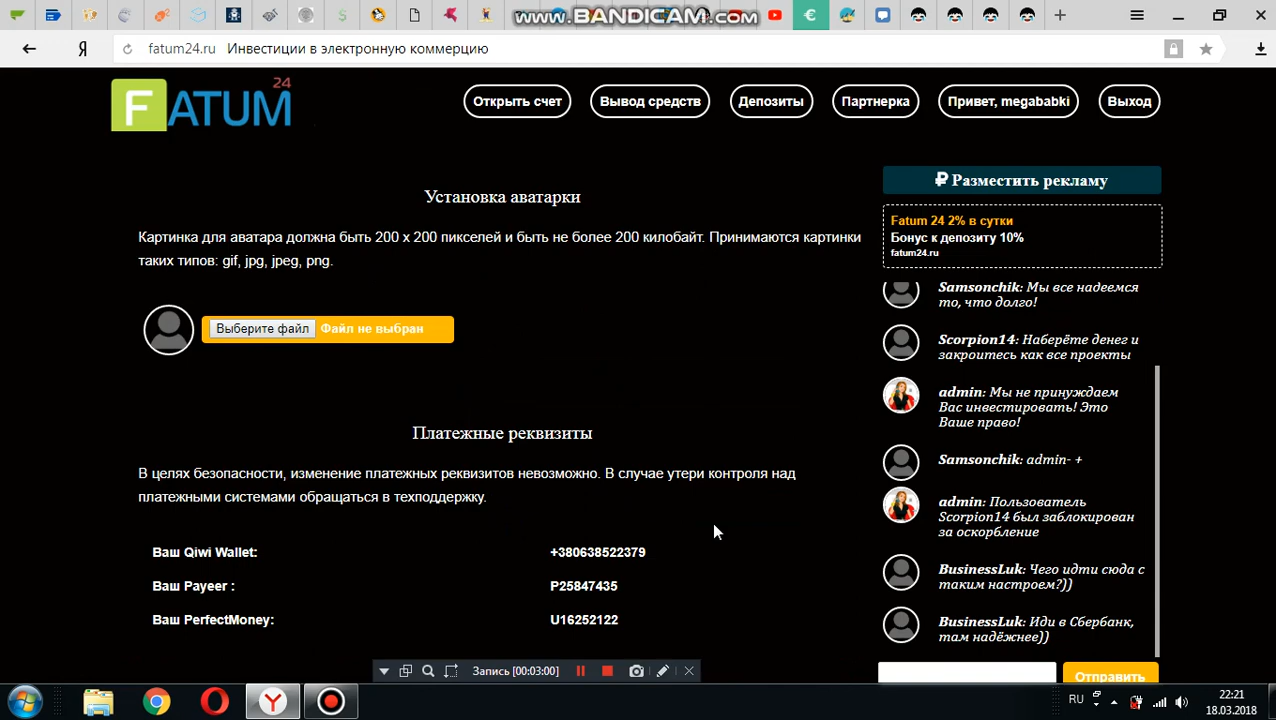 www.BANDICAM.com
fatum24.ru Инвестиции в электронную коммерцию
FATUM 24
Открыть счет
Вывод средств
Депозиты
Партнерка
Привет, megababki
Выход
Установка аватарки
Картинка для аватара должна быть 200 x 200 пикселей и быть не более 200 килобайт. Принимаются картинки
таких типов: gif, jpg, jpeg, png.
Выберите файл Файл не выбран
Платежные реквизиты
В целях безопасности, изменение платежных реквизитов невозможно. В случае утери контроля над
платежными системами обращаться в техподдержку.
Ваш Qiwi Wallet: +380638522379
Ваш Payeer : P25847435
Ваш PerfectMoney: U16252122
₽ Разместить рекламу
Fatum 24 2% в сутки
Бонус к депозиту 10%
fatum24.ru
Samsonchik: Мы все надеемся
то, что долго!
Scorpion14: Наберёте денег и
закроитесь как все проекты
admin: Мы не принуждаем
Вас инвестировать! Это
Ваше право!
Samsonchik: admin- +
admin: Пользователь
Scorpion14 был заблокирован
за оскорбление
BusinessLuk: Чего идти сюда с
таким настроем?))
BusinessLuk: Иди в Сбербанк,
там надёжнее))
Отправить
Запись [00:03:00]
RU
22:21
18.03.2018